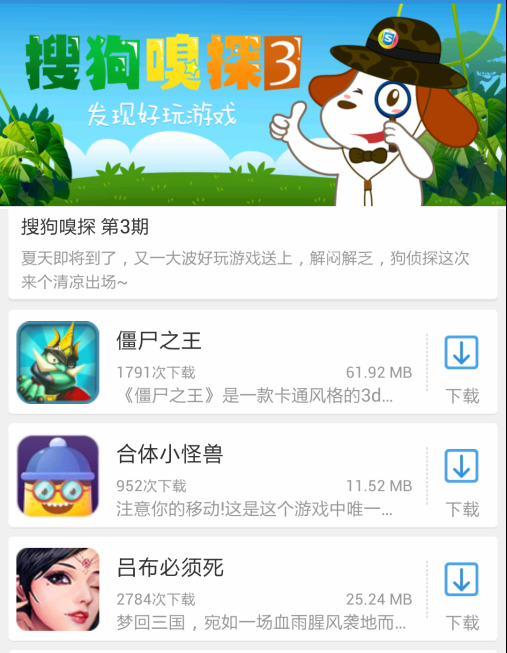 搜狗嗅探3
发现好玩游戏
搜狗嗅探 第3期
夏天即将到了，又一大波好玩游戏送上，解闷解乏，狗侦探这次
来个清凉出场~
僵尸之王
1791次下载 61.92 MB
《僵尸之王》是一款卡通风格的3d...
下载
合体小怪兽
952次下载 11.52 MB
注意你的移动!这是这个游戏中唯一...
下载
吕布必须死
2784次下载 25.24 MB
梦回三国，宛如一场血雨腥风袭地而...
下载